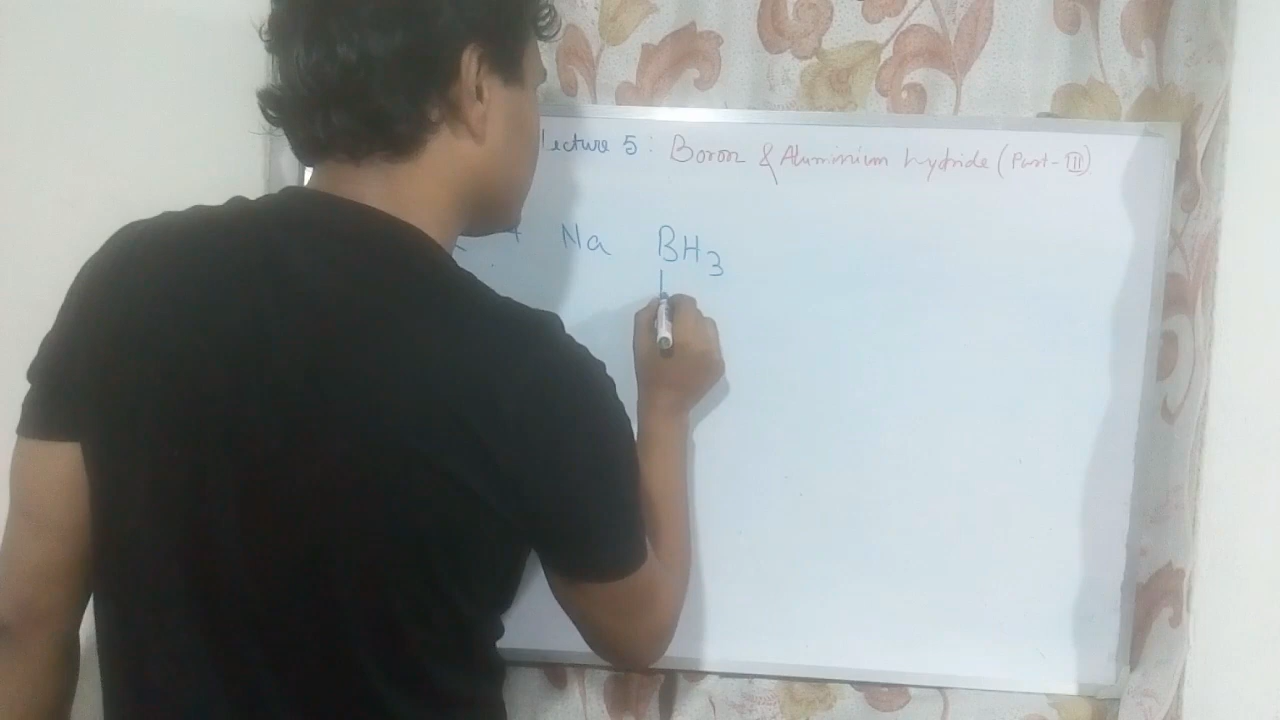 Lecture 5: Boron & Aluminium hydride (Part-III)
+ Na BH3